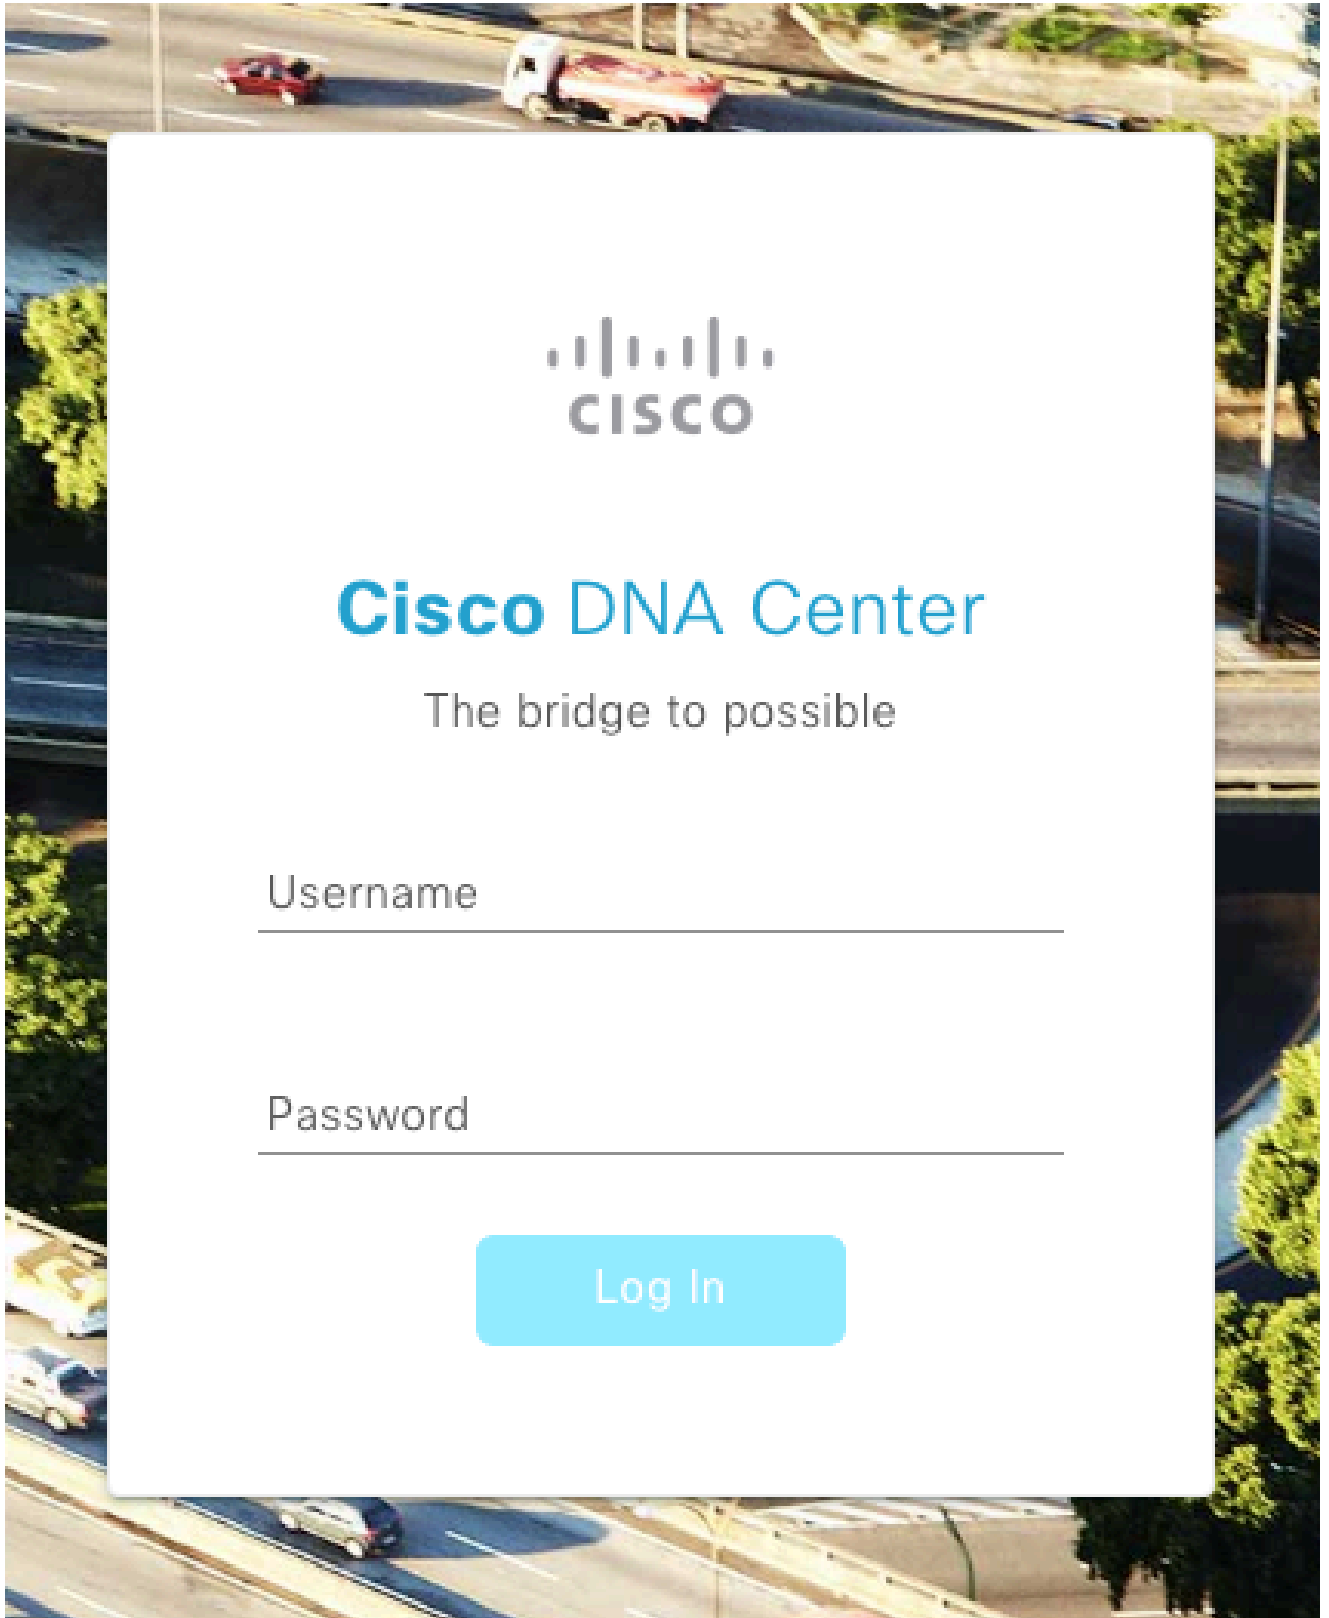 CISCO
Cisco DNA Center
The bridge to possible
Username
Password
Log In